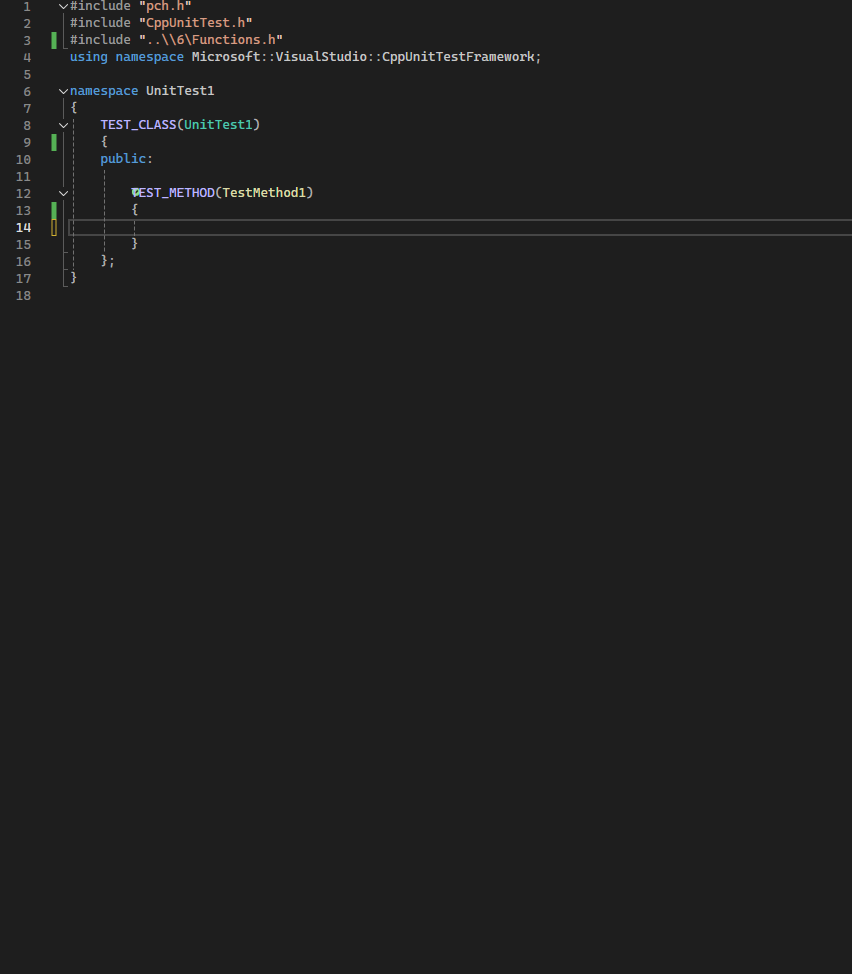 1 #include "pch.h"
2 #include "CppUnitTest.h"
3 #include "..\\6\Functions.h"
4 using namespace Microsoft::VisualStudio::CppUnitTestFramework;
5
6 namespace UnitTest1
7 {
8 TEST_CLASS(UnitTest1)
9 {
10 public:
11
12 TEST_METHOD(TestMethod1)
13 {
14
15 }
16 };
17 }
18